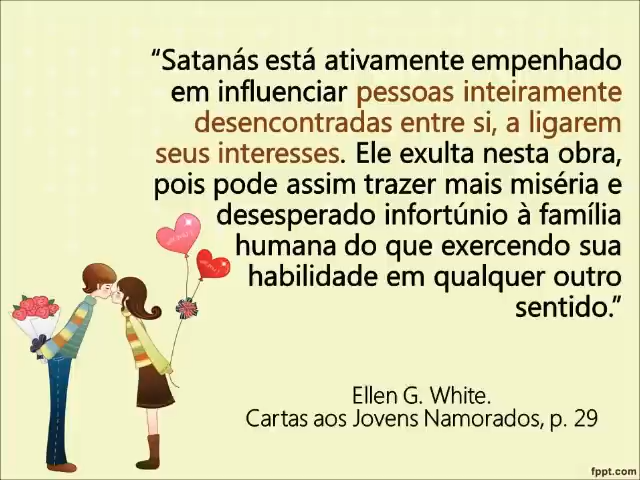 “Satanás está ativamente empenhado
em influenciar pessoas inteiramente
desencontradas entre si, a ligarem
seus interesses. Ele exulta nesta obra,
pois pode assim trazer mais miséria e
desesperado infortúnio à família
humana do que exercendo sua
habilidade em qualquer outro
sentido.”
Ellen G. White.
Cartas aos Jovens Namorados, p. 29
fppt.com